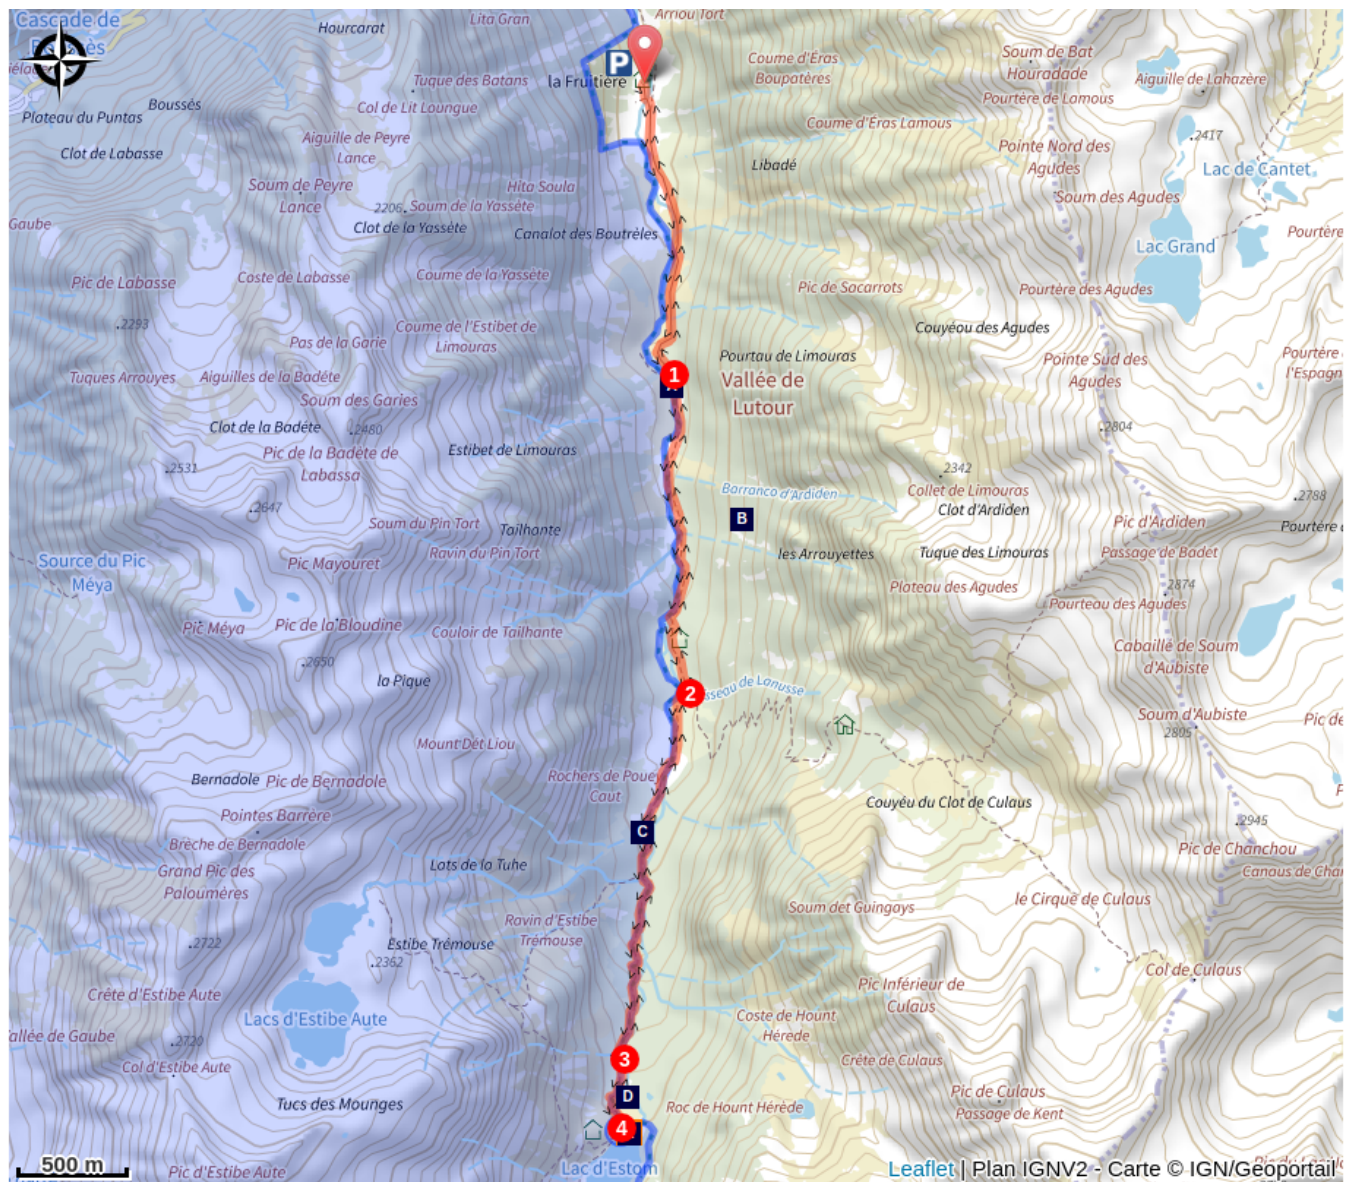 Cascade de
Lita Gran
Arriou Tort
Hourcarat
P
la Fruitière
Tuque des Batans
Coume d'Éras
Boupatères
Soum de Bat
Houradade
Aiguille de Lahazère
Boussés
Col de Lit Loungue
Pourtère de Lamous
Plateau du Puntas
Coume d'Éras Lamous
.2417
Aiguille de Peyre
Lance
Clot de Labasse
Pointe Nord des
Agudes
Libadé
Lac de Cantet
Soum de Peyre
Lance
Hita Soula
Soum des Agudes
2206.
Soum de la Yassète
Clot de la Yassète
Gaube
Canalot des Boutrèles
Pourtère
Lac Grand
Pic de Labasse
Coste de Labasse
Coume de la Yassète
Pic de Sacarrots
Pourtère des Agudes
.2293
Coume de l'Estibet de
Limouras
Couyéou des Agudes
Pas de la Garie
Pourtau de Limouras
Pointe Sud des
Agudes
Pourtère
l'Espagn
Tuques Arrouyes
Aiguilles de la Badète
1
Vallée de
Lutour
Soum des Garies
Clot de la Badéte
.2480
.2804
Pic de la Badète de
Labassa
Estibet de Limouras
.2531
2342
Barranco d'Ardiden
Collet de Limouras
.2788
.2647
Clot d'Ardiden
B
Soum du Pin Tort
Tailhante
Pic d'Ardiden
Pourtère
Ravin du Pin Tort
les Arrouyettes
Tuque des Limouras
Passage de Badet
Source du Pic
Méya
Pic Mayouret
Plateau des Agudes
2874
Pourteau des Agudes
Pic Méya
Pic de la Bloudine
Couloir de Tailhante
Cabaillé de Soum
d'Aubiste
.2650
la Pique
2
sseau de Lanusse
Soum d'Aubiste
2805
Pic de
Mount Dét Liou
Bernadole
Pic de Bernadole
Rochers de Poue
Caut
Couyéu du Clot de Culaus
Pointes Barrère
.2945
C
Brèche de Bernadole
Pic de Chanchou
Grand Pic des
Paloumères
Lats de la Tuhe
Canaus de Char
le Cirque de Culaus
Soum det Guingays
Ravin d'Estibe
Trémouse
.2722
Estibe Trémouse
.2362
Col de Culaus
Crête d'Estibe Aute
Pic Inférieur de
Culaus
Lacs d'Estibe Aute
Coste de Hount
Hérède
allée de Gaube
.2720
3
Crête de Culaus
Col d'Estibe Aute
D
Pic de Culaus
Tucs des Mounges
Roc de Hount Hérède
Passage de Kent
4
500 m
Pic d'Estibe Aute
Lac d'Estom
Leaflet | Plan IGNV2 - Carte © IGN/Geoportail